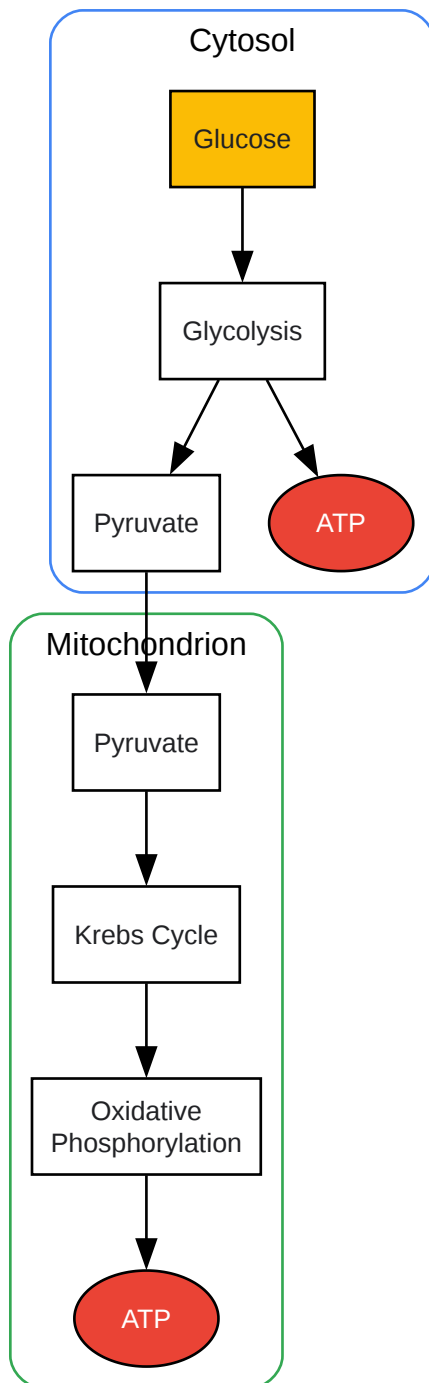 Cytosol
Glucose
Glycolysis
Pyruvate
ATP
Mitochondrion
Pyruvate
Krebs Cycle
Oxidative
Phosphorylation
ATP